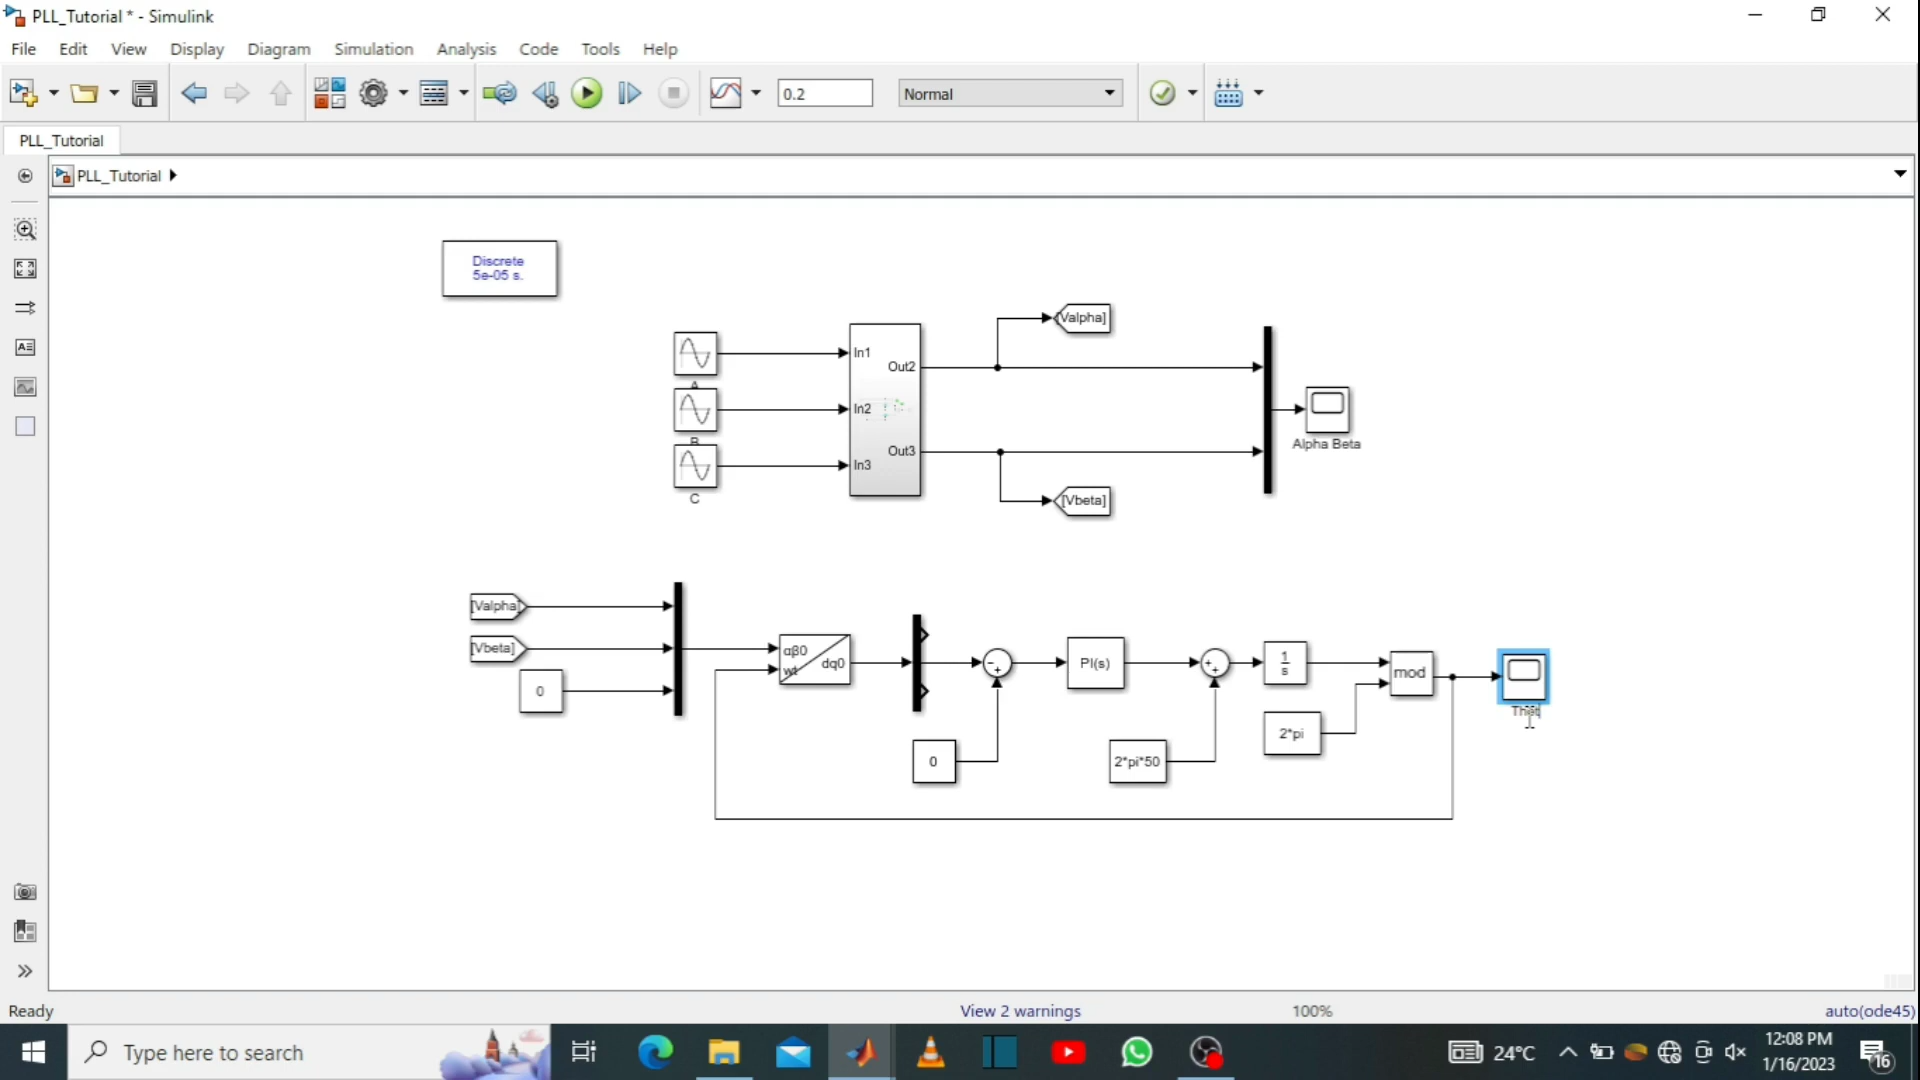 PLL_Tutorial * - Simulink
File Edit View Display Diagram Simulation Analysis Code Tools Help
0.2 Normal
PLL_Tutorial
PLL_Tutorial
Discrete
5e-05 s.
[Valpha]
In1
Out2
A
In2
Alpha Beta
B
Out3
In3
C
[Vbeta]
[Valpha]
[Vbeta]
αβ0
wt
dq0
PI(s)
1
s
mod
0
Thet
2*pi
0
2*pi*50
Ready
View 2 warnings
100%
auto(ode45)
Type here to search
24°C
12:08 PM
1/16/2023
16